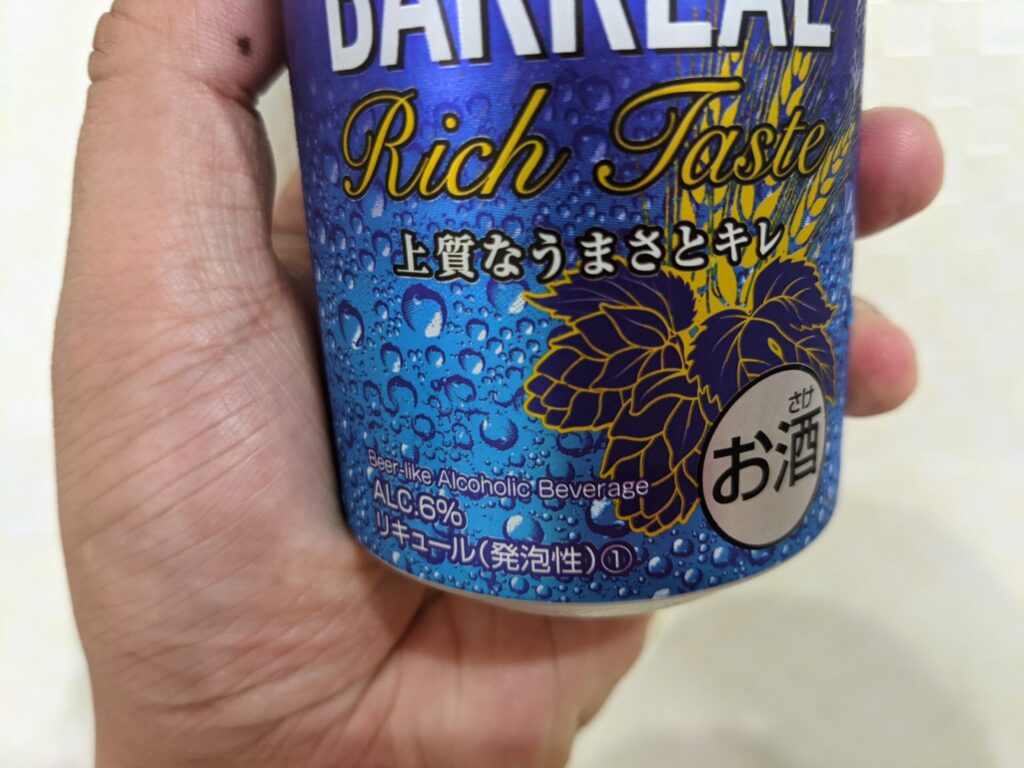 BARREAL
Rich Taste
上質なうまさとキレ
さけ
お酒
Beer-like Alcoholic Beverage
ALC.6%
リキュール(発泡性)①